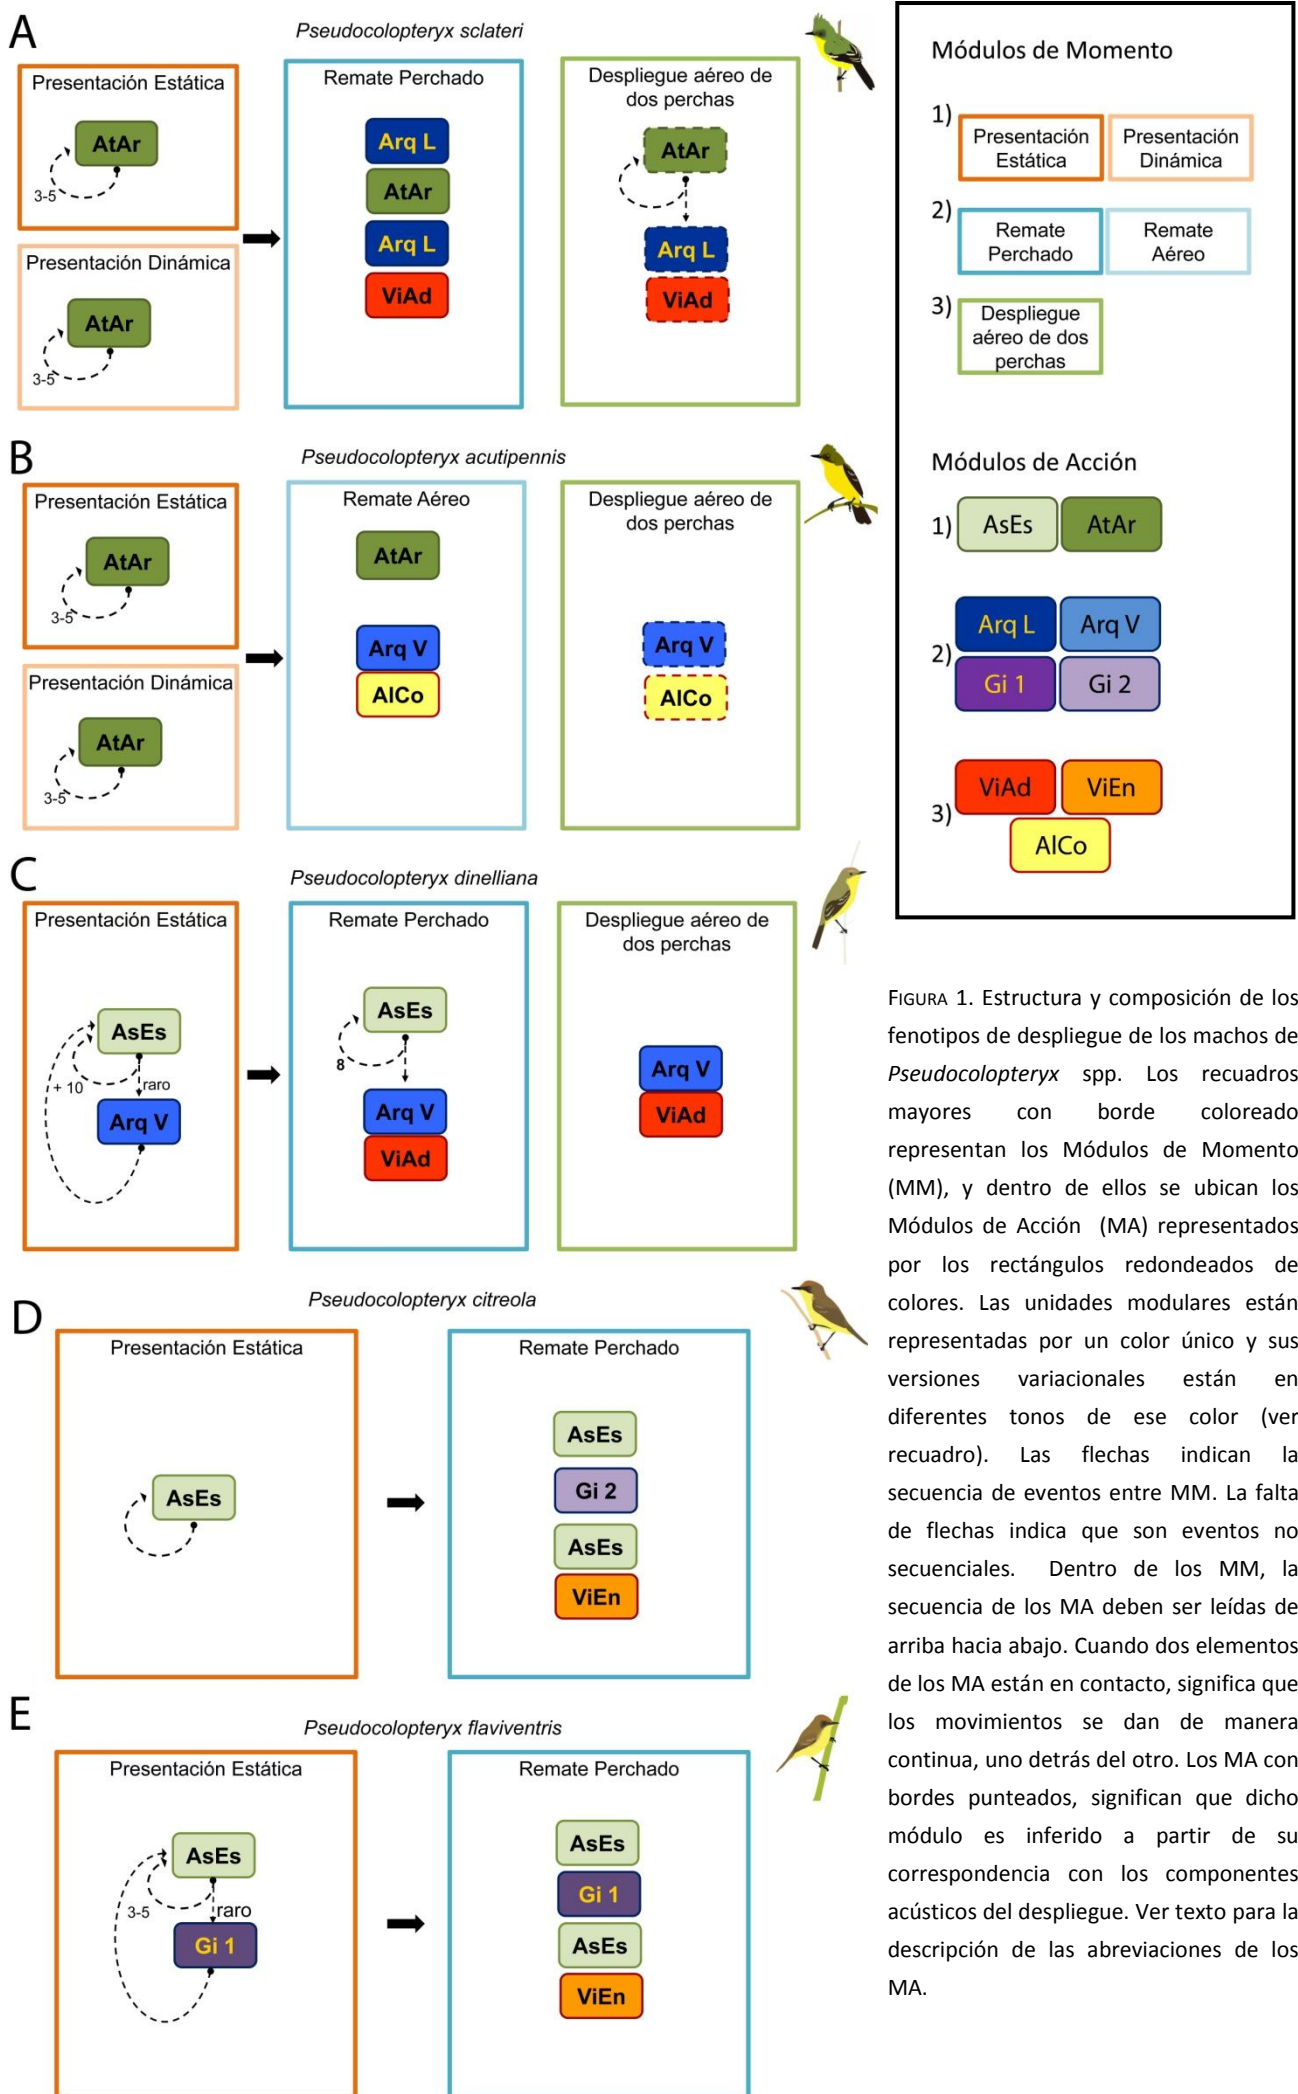 A
Pseudocolopteryx sclateri
Presentación Estática
AtAr
3-5
Presentación Dinámica
AtAr
3-5
Remate Perchado
Arq L
AtAr
Arq L
ViAd
Despliegue aéreo de
dos perchas
AtAr
Arq L
ViAd
B
Pseudocolopteryx acutipennis
Presentación Estática
AtAr
3-5
Presentación Dinámica
AtAr
3-5
Remate Aéreo
AtAr
Arq V
AlCo
Despliegue aéreo de
dos perchas
Arq V
AlCo
C
Pseudocolopteryx dinelliana
Presentación Estática
AsEs
+ 10
raro
Arq V
Remate Perchado
AsEs
8
Arq V
ViAd
Despliegue aéreo de
dos perchas
Arq V
ViAd
D
Pseudocolopteryx citreola
Presentación Estática
AsEs
Remate Perchado
AsEs
Gi 2
AsEs
ViEn
E
Pseudocolopteryx flaviventris
Presentación Estática
AsEs
3-5
raro
Gi 1
Remate Perchado
AsEs
Gi 1
AsEs
ViEn
Módulos de Momento
1)
Presentación
Estática
Presentación
Dinámica
2)
Remate
Perchado
Remate
Aéreo
3)
Despliegue
aéreo de dos
perchas
Módulos de Acción
1)
AsEs
AtAr
2)
Arq L
Arq V
Gi 1
Gi 2
3)
ViAd
ViEn
AlCo
FIGURA 1. Estructura y composición de los
fenotipos de despliegue de los machos de
Pseudocolopteryx spp. Los recuadros
mayores con borde coloreado
representan los Módulos de Momento
(MM), y dentro de ellos se ubican los
Módulos de Acción (MA) representados
por los rectángulos redondeados de
colores. Las unidades modulares están
representadas por un color único y sus
versiones variacionales están en
diferentes tonos de ese color (ver
recuadro). Las flechas indican la
secuencia de eventos entre MM. La falta
de flechas indica que son eventos no
secuenciales. Dentro de los MM, la
secuencia de los MA deben ser leídas de
arriba hacia abajo. Cuando dos elementos
de los MA están en contacto, significa que
los movimientos se dan de manera
continua, uno detrás del otro. Los MA con
bordes punteados, significan que dicho
módulo es inferido a partir de su
correspondencia con los componentes
acústicos del despliegue. Ver texto para la
descripción de las abreviaciones de los
MA.